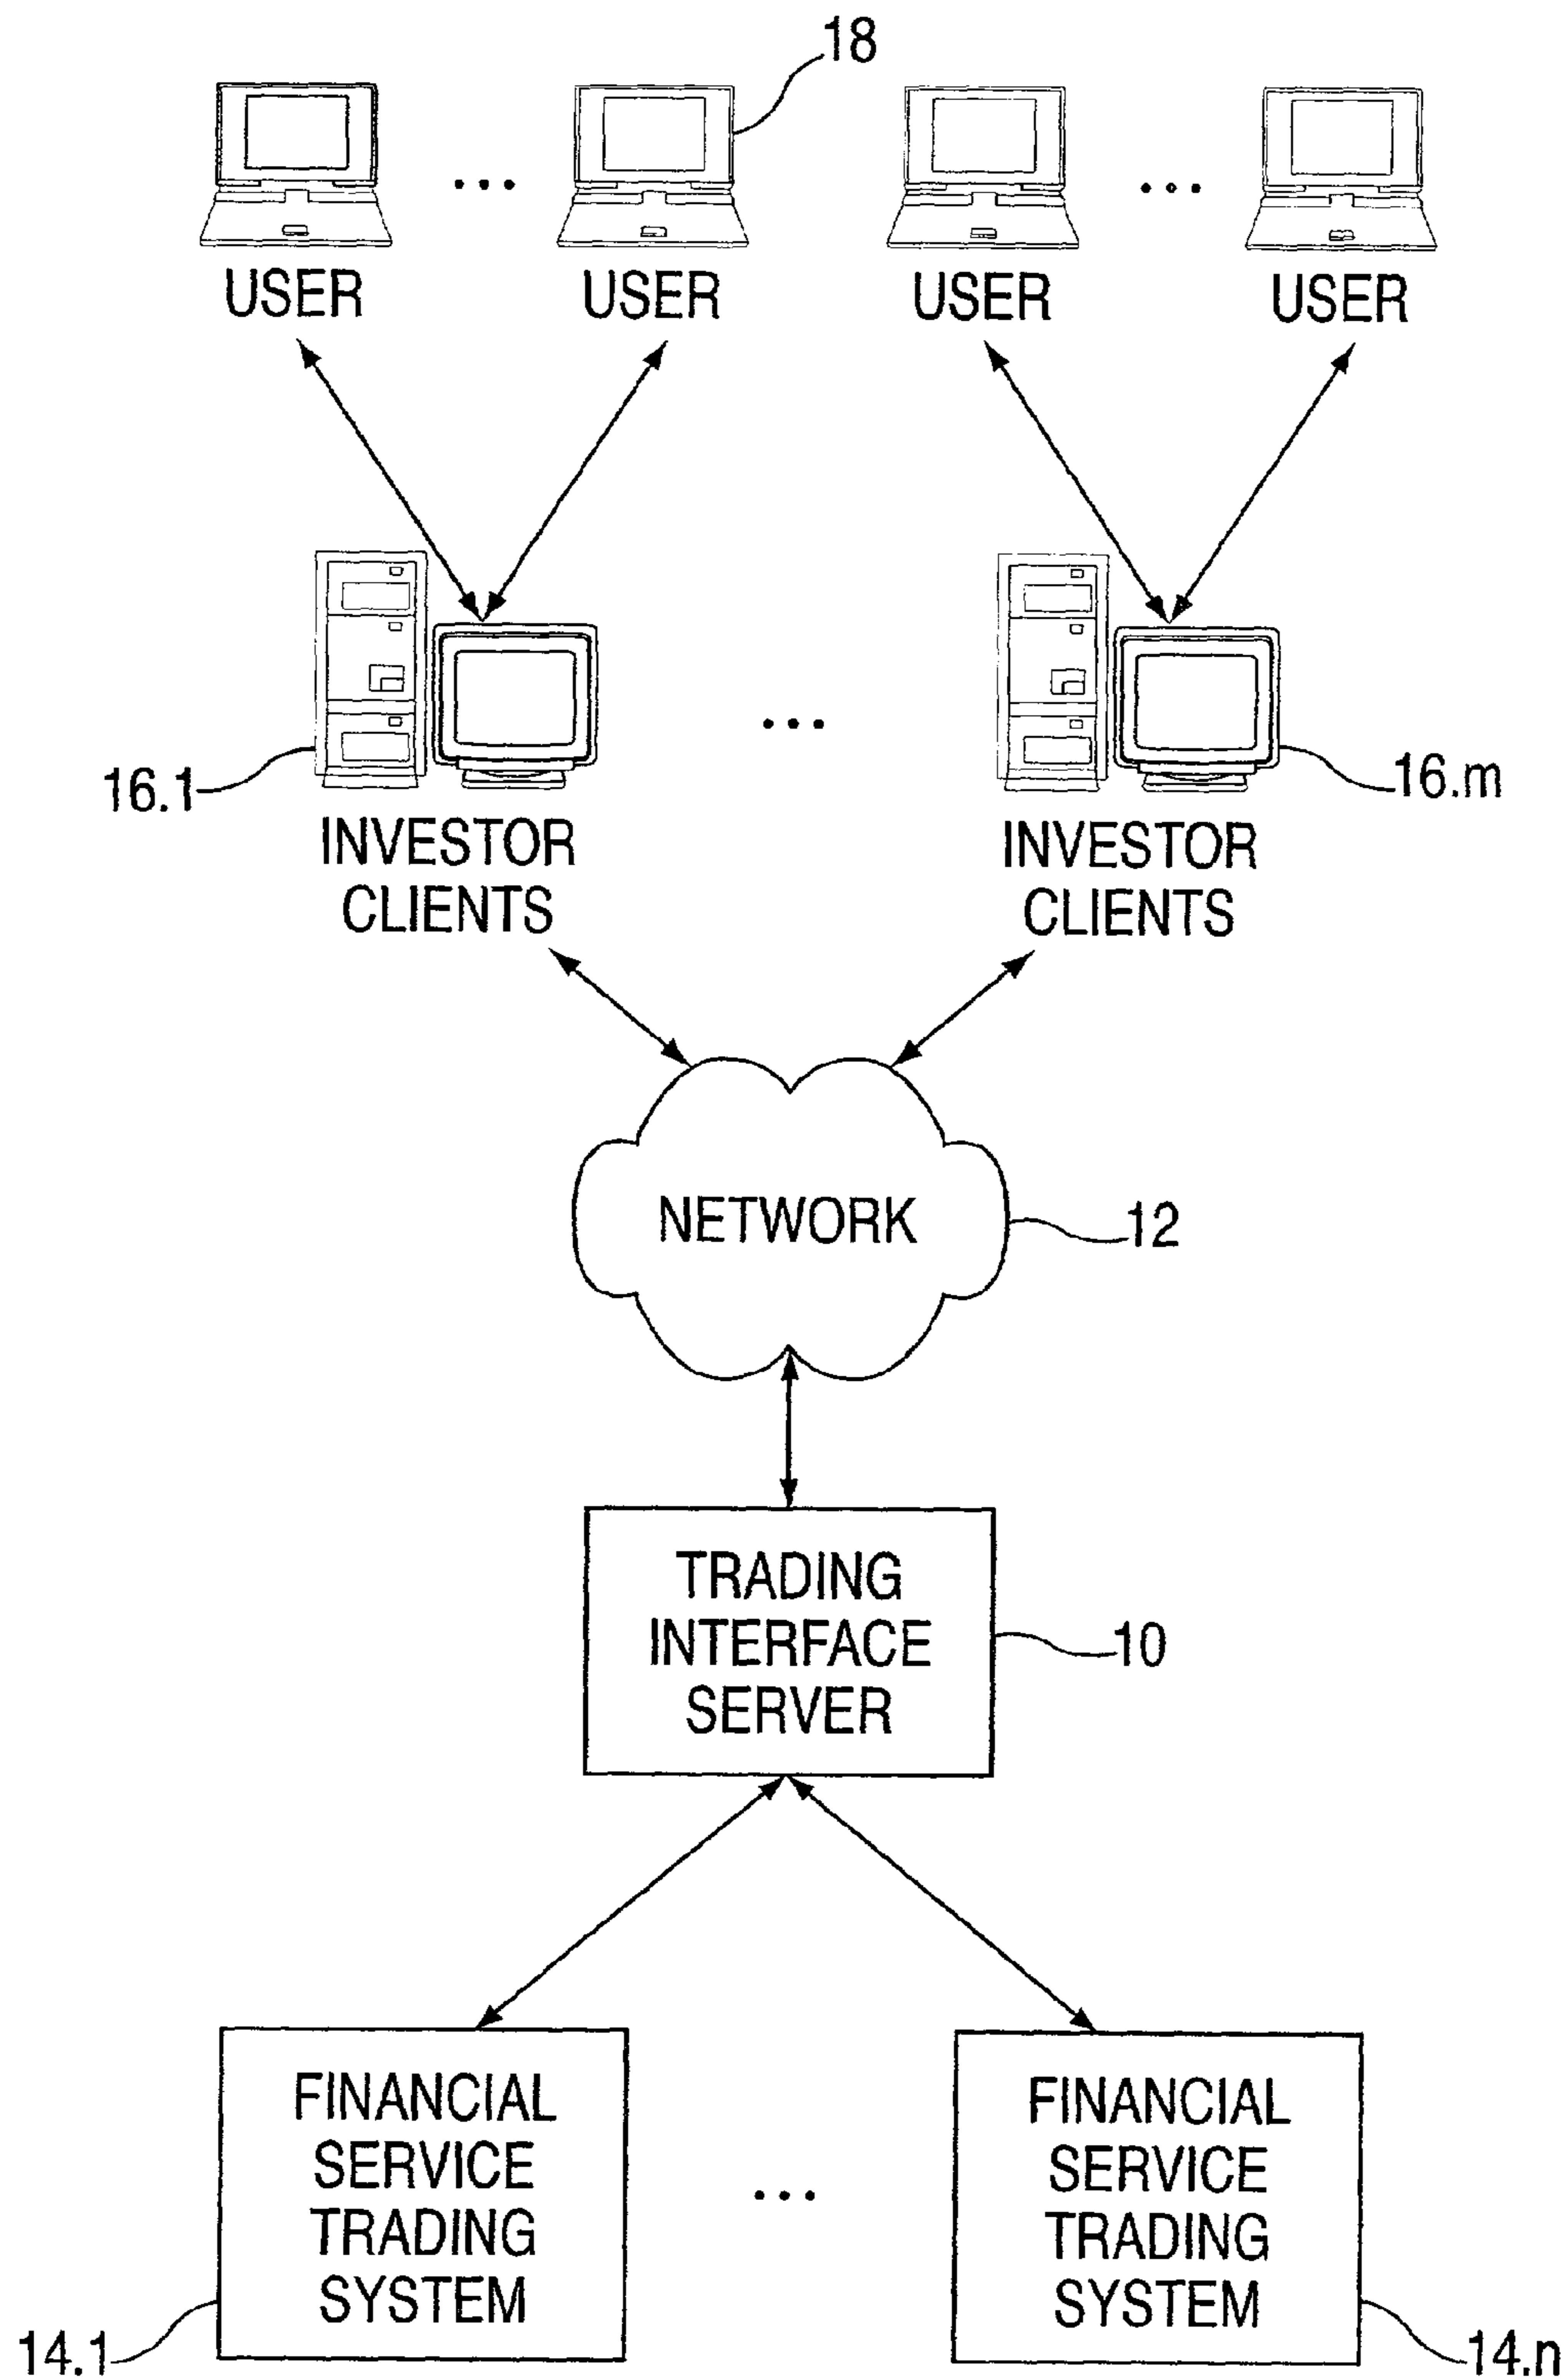 18
USER
USER
USER
USER
16.1
16.m
INVESTOR
CLIENTS
INVESTOR
CLIENTS
NETWORK
12
TRADING
INTERFACE
SERVER
10
FINANCIAL
SERVICE
TRADING
SYSTEM
FINANCIAL
SERVICE
TRADING
SYSTEM
14.1
14.n